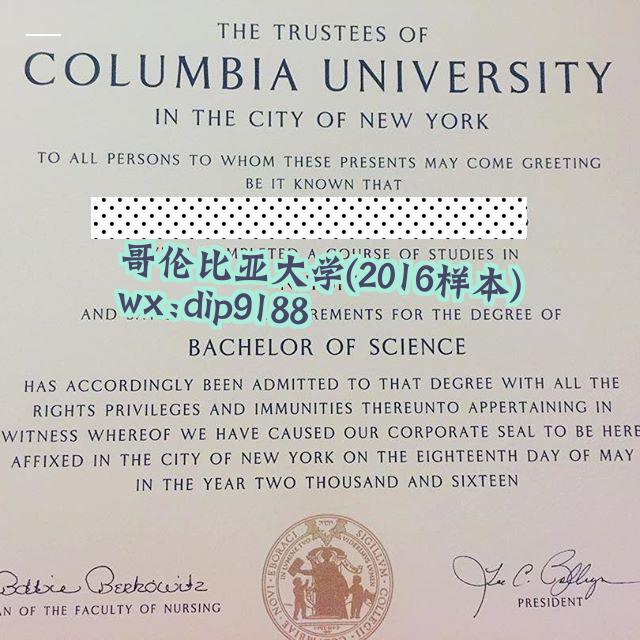 THE TRUSTEES OF
COLUMBIA UNIVERSITY
IN THE CITY OF NEW YORK
TO ALL PERSONS TO WHOM THESE PRESENTS MAY COME GREETING
BE IT KNOWN THAT
COMPLETED A COURSE OF STUDIES IN
哥伦比亚大学(2016样本)
wx:dip9188
AND FOR THE DEGREE OF
BACHELOR OF SCIENCE
HAS ACCORDINGLY BEEN ADMITTED TO THAT DEGREE WITH ALL THE
RIGHTS PRIVILEGES AND IMMUNITIES THEREUNTO APPERTAINING IN
WITNESS WHEREOF WE HAVE CAUSED OUR CORPORATE SEAL TO BE HERE
AFFIXED IN THE CITY OF NEW YORK ON THE EIGHTEENTH DAY OF MAY
IN THE YEAR TWO THOUSAND AND SIXTEEN
Bobbie Berkowitz
AN OF THE FACULTY OF NURSING
Lee C. Bollinger
PRESIDENT